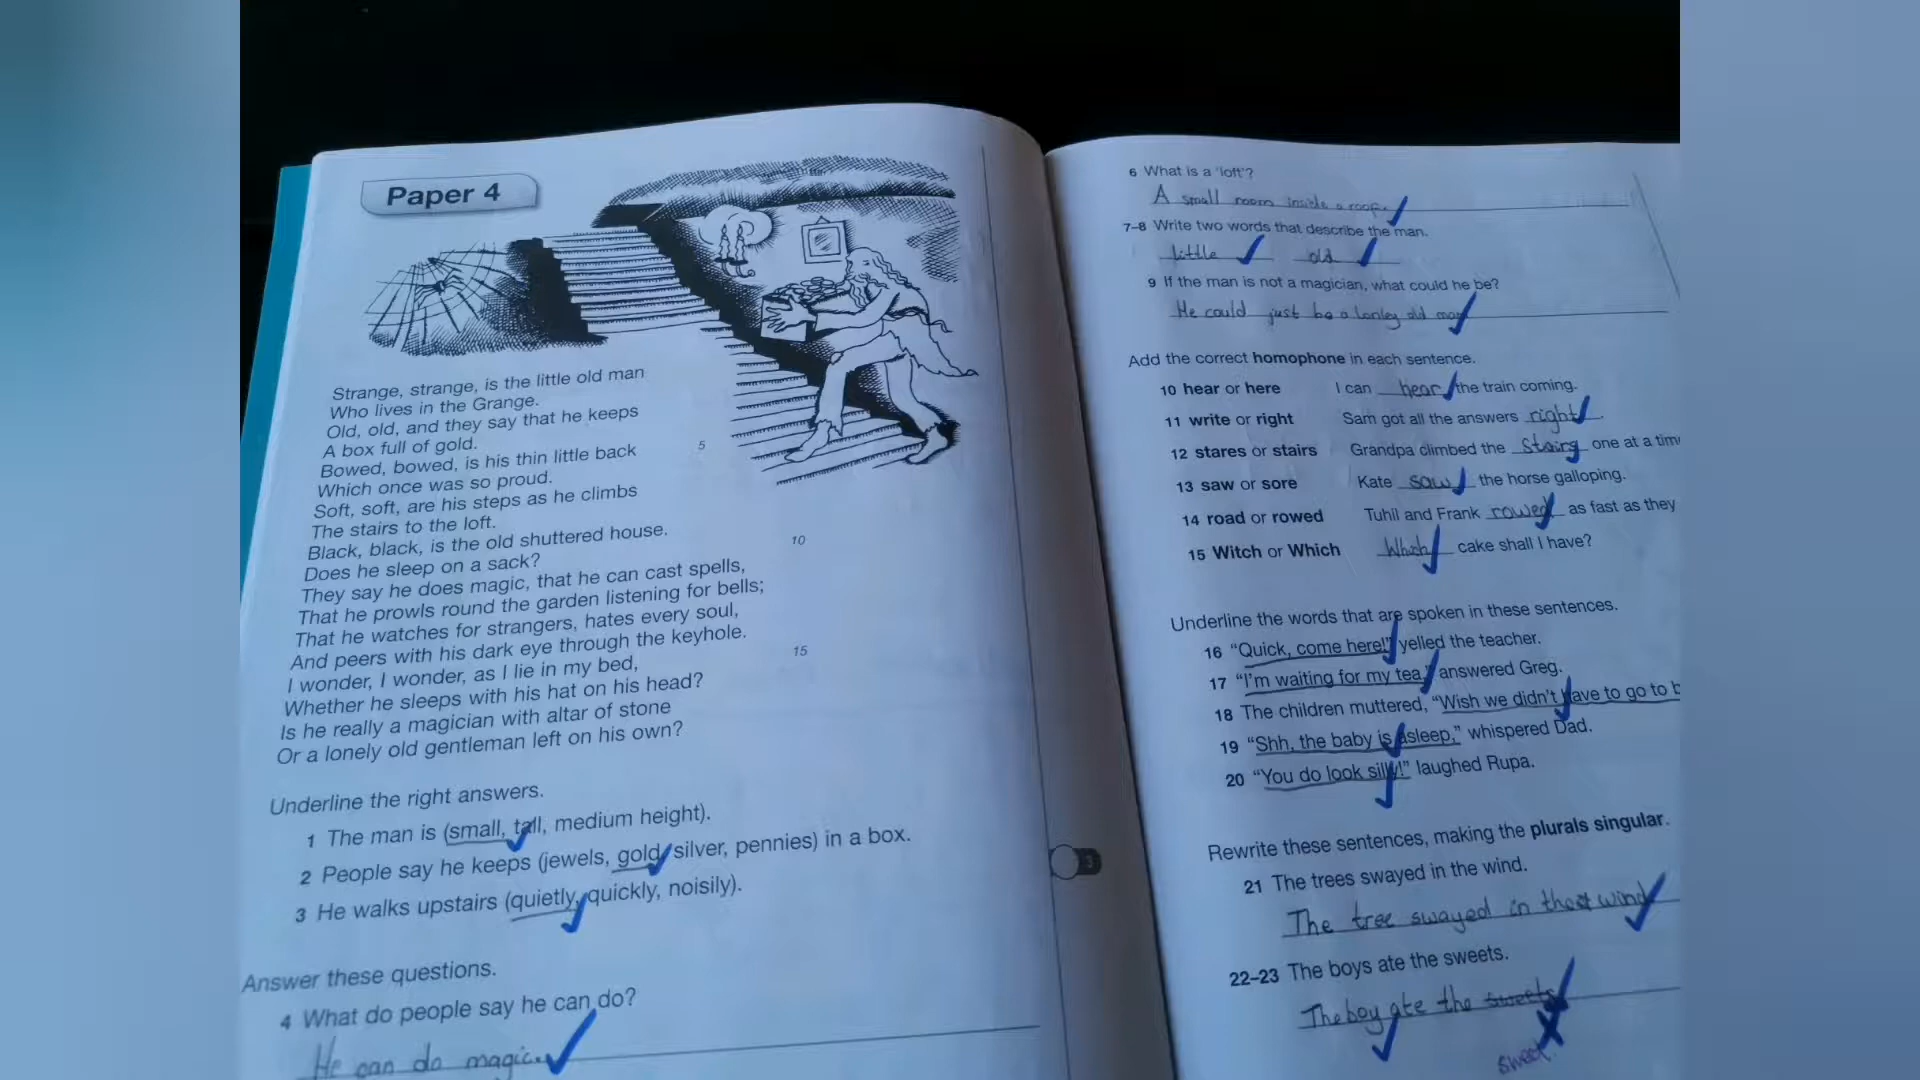 Paper 4
Strange, strange, is the little old man
Who lives in the Grange.
Old, old, and they say that he keeps
A box full of gold.
Bowed, bowed, is his thin little back
5
Which once was so proud.
Soft, soft, are his steps as he climbs
The stairs to the loft.
Black, black, is the old shuttered house.
Does he sleep on a sack?
10
They say he does magic, that he can cast spells,
That he prowls round the garden listening for bells;
That he watches for strangers, hates every soul,
And peers with his dark eye through the keyhole.
I wonder, I wonder, as I lie in my bed,
15
Whether he sleeps with his hat on his head?
Is he really a magician with altar of stone
Or a lonely old gentleman left on his own?
Underline the right answers.
1 The man is (small, tall, medium height).
2 People say he keeps (jewels, gold, silver, pennies) in a box.
3 He walks upstairs (quietly, quickly, noisily).
Answer these questions.
4 What do people say he can do?
He can do magic.
3
6 What is a 'loft'?
A small room inside a roof.
7–8 Write two words that describe the man.
little old
9 If the man is not a magician, what could he be?
He could just be a lonley old man
Add the correct homophone in each sentence.
10 hear or here I can hear the train coming.
11 write or right Sam got all the answers right.
12 stares or stairs Grandpa climbed the stairs one at a tim
13 saw or sore Kate saw the horse galloping.
14 road or rowed Tuhil and Frank rowed as fast as they
15 Witch or Which Which cake shall I have?
Underline the words that are spoken in these sentences.
16 "Quick, come here!" yelled the teacher.
17 "I'm waiting for my tea," answered Greg.
18 The children muttered, "Wish we didn't have to go to b
19 "Shh, the baby is asleep," whispered Dad.
20 "You do look silly!" laughed Rupa.
Rewrite these sentences, making the plurals singular.
21 The trees swayed in the wind.
The tree swayed in the wind
22–23 The boys ate the sweets.
The boy ate the sweets
sweet.